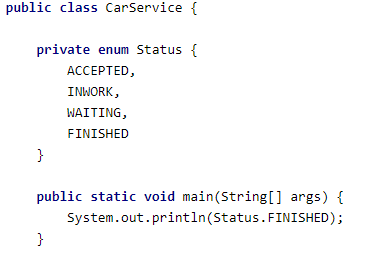 public class CarService {
private enum Status {
ACCEPTED,
INWORK,
WAITING,
FINISHED
}
public static void main(String[] args) {
System.out.println(Status.FINISHED);
}